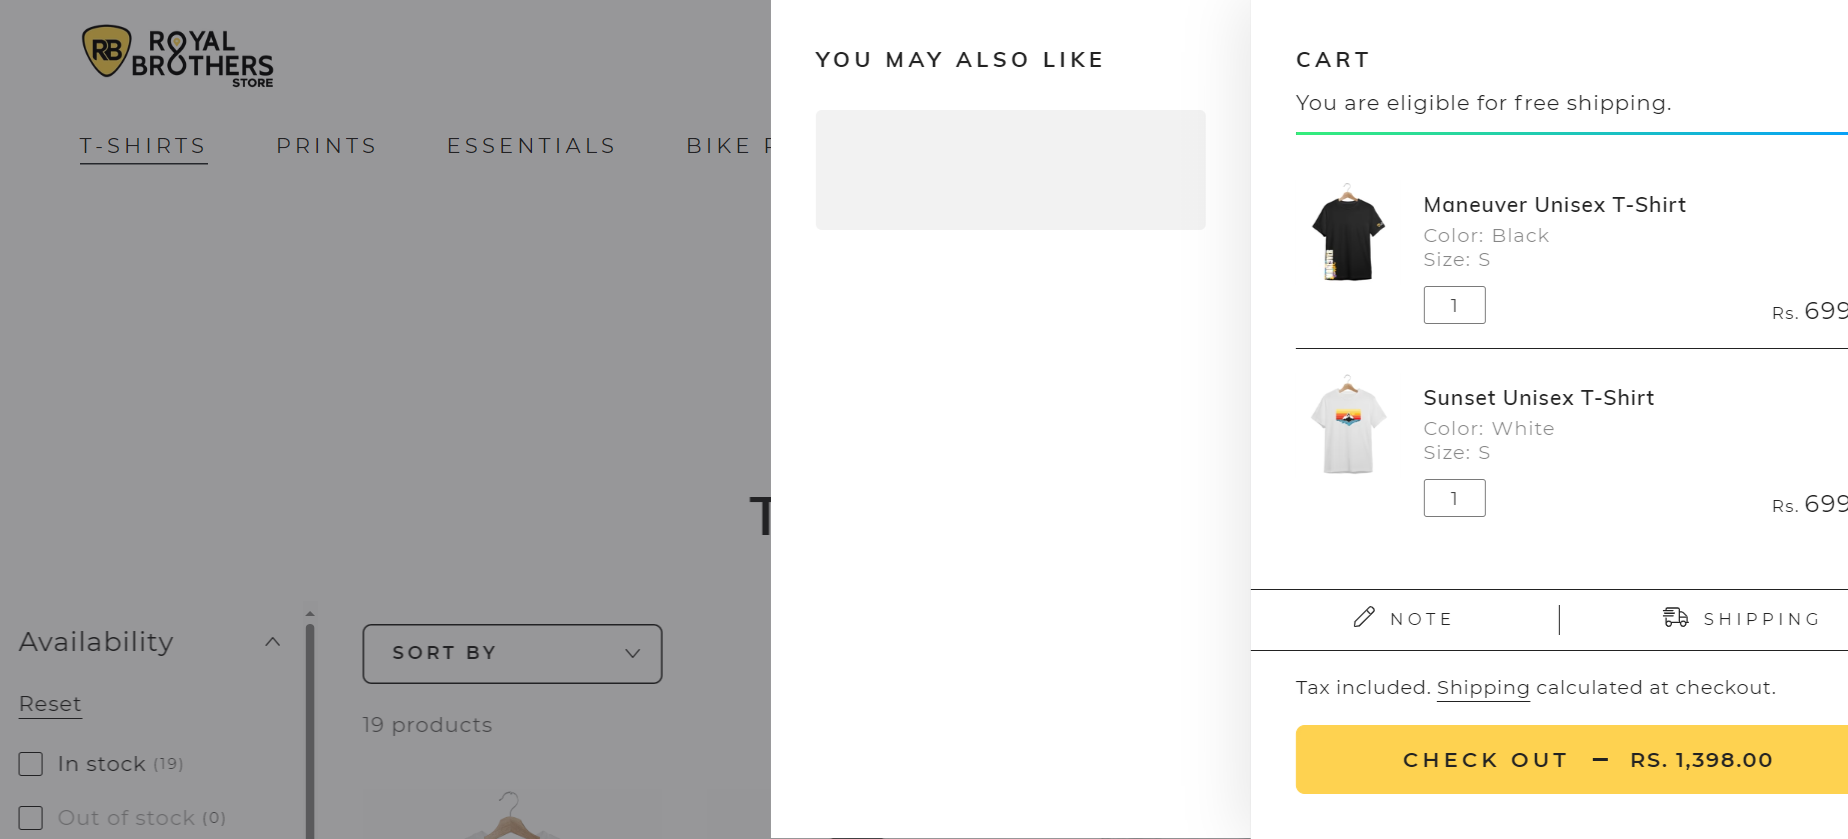 RB ROYAL
BROTHERS
STORE
T-SHIRTS
PRINTS
ESSENTIALS
BIKE
T
Availability
Reset
In stock (19)
Out of stock (0)
SORT BY
19 products
YOU MAY ALSO LIKE
CART
You are eligible for free shipping.
Maneuver Unisex T-Shirt
Color: Black
Size: S
1
Rs. 699
Sunset Unisex T-Shirt
Color: White
Size: S
1
Rs. 699
NOTE
SHIPPING
Tax included. Shipping calculated at checkout.
CHECK OUT – RS. 1,398.00